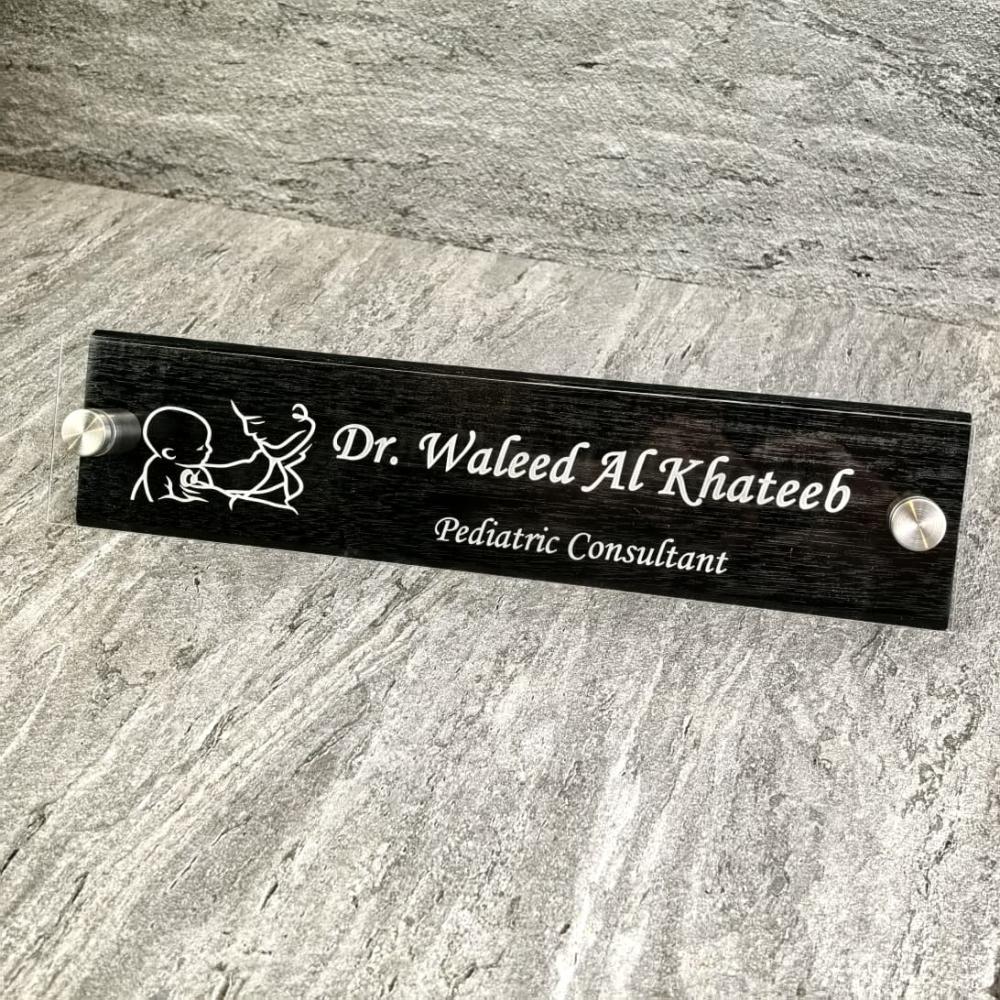 Dr. Waleed Al Khateeb
Pediatric Consultant